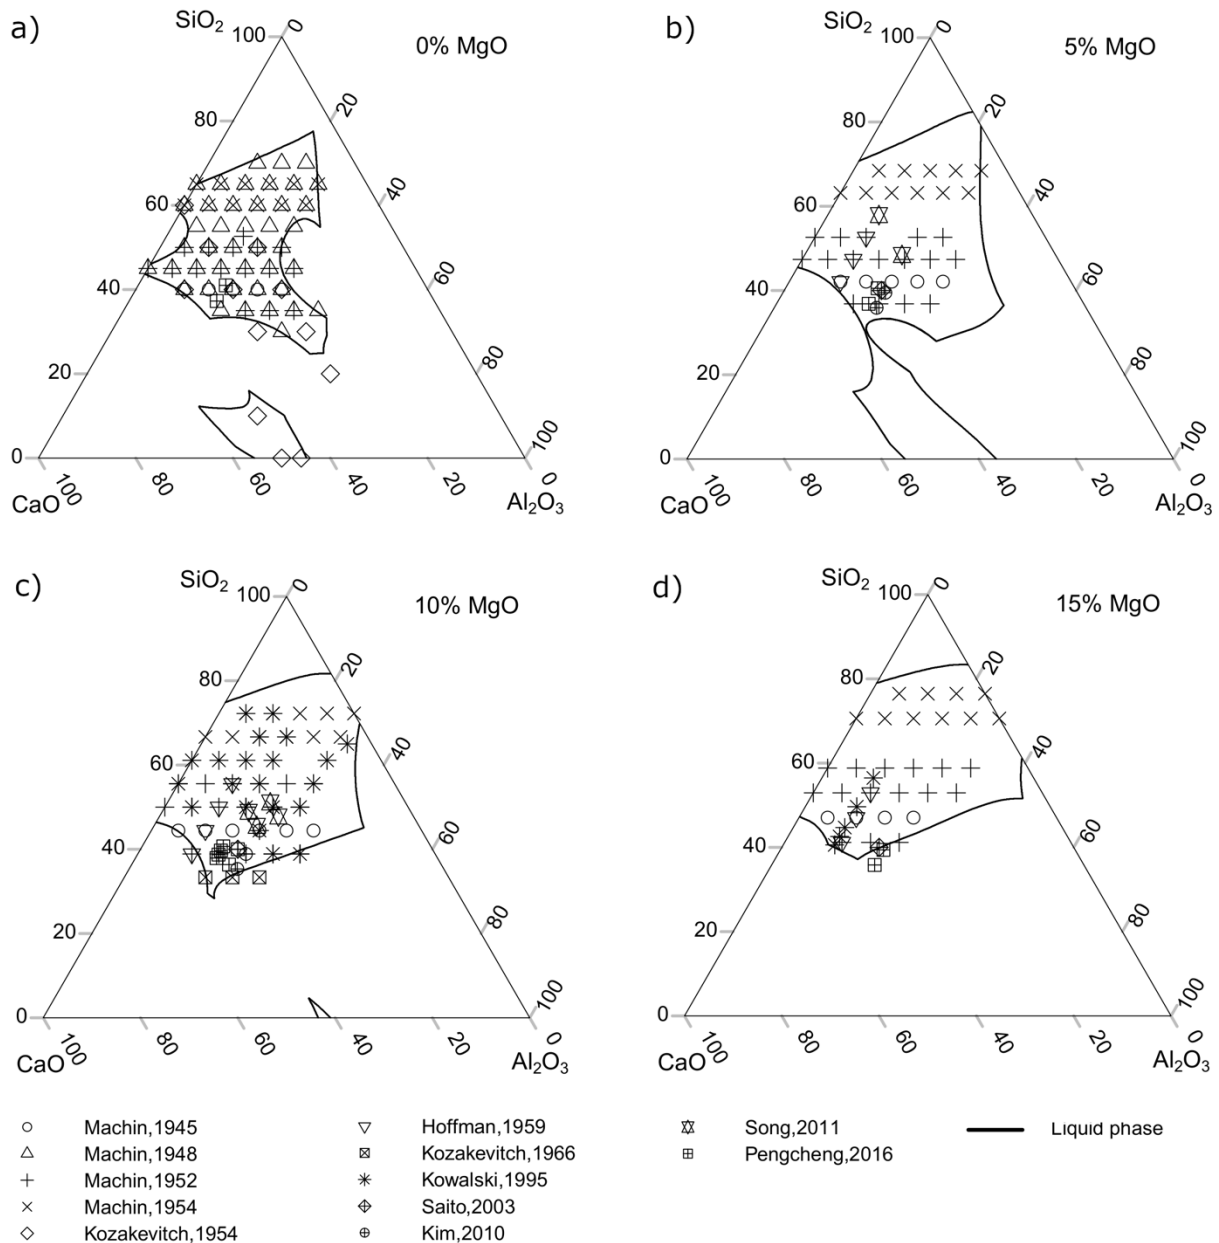 a)
SiO₂
0% MgO
100
0
80
20
60
40
40
60
20
80
0
100
100
80
60
40
20
0
CaO
Al₂O₃
b)
SiO₂
5% MgO
100
0
80
20
60
40
40
60
20
80
0
100
100
80
60
40
20
0
CaO
Al₂O₃
c)
SiO₂
10% MgO
100
0
80
20
60
40
40
60
20
80
0
100
100
80
60
40
20
0
CaO
Al₂O₃
d)
SiO₂
15% MgO
100
0
80
20
60
40
40
60
20
80
0
100
100
80
60
40
20
0
CaO
Al₂O₃
Machin,1945
Machin,1948
Machin,1952
Machin,1954
Kozakevitch,1954
Hoffman,1959
Kozakevitch,1966
Kowalski,1995
Saito,2003
Kim,2010
Song,2011
Pengcheng,2016
Liquid phase